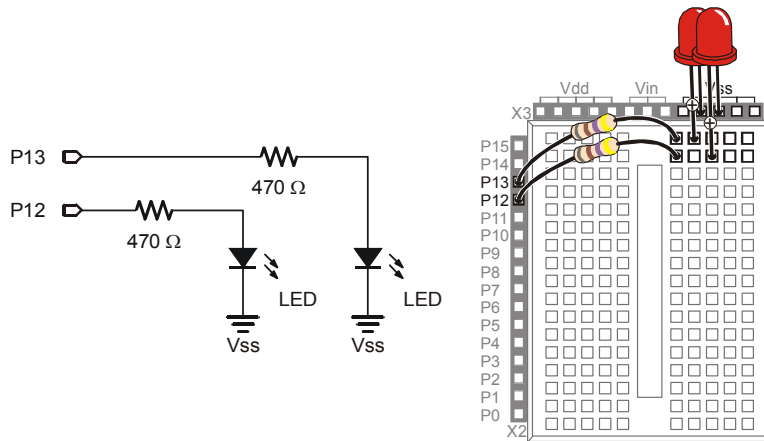 P13
470 Ω
P12
470 Ω
LED
LED
Vss
Vss
Vdd
Vin
Vss
X3
P15
P14
P13
P12
P11
P10
P9
P8
P7
P6
P5
P4
P3
P2
P1
P0
X2
+
+